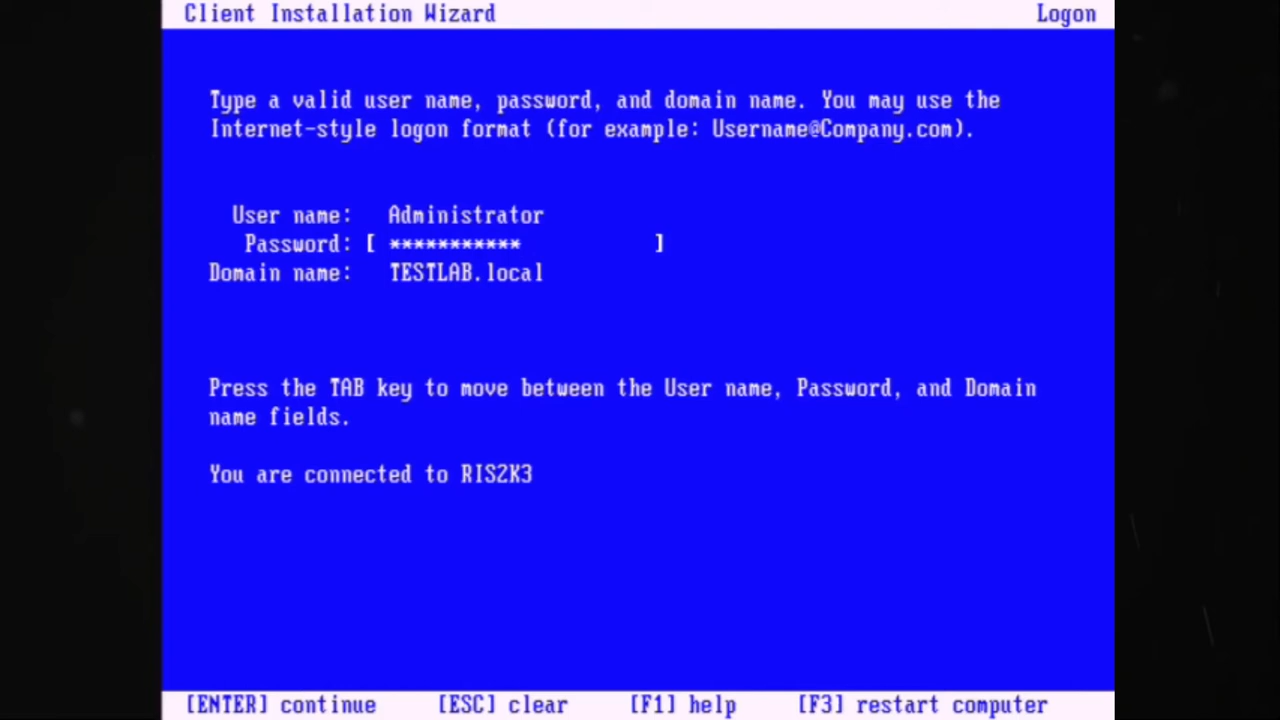 Client Installation Wizard Logon
Type a valid user name, password, and domain name. You may use the
Internet-style logon format (for example: Username@Company.com).
User name: Administrator
Password: [ *********** ]
Domain name: TESTLAB.local
Press the TAB key to move between the User name, Password, and Domain
name fields.
You are connected to RIS2K3
[ENTER] continue [ESC] clear [F1] help [F3] restart computer